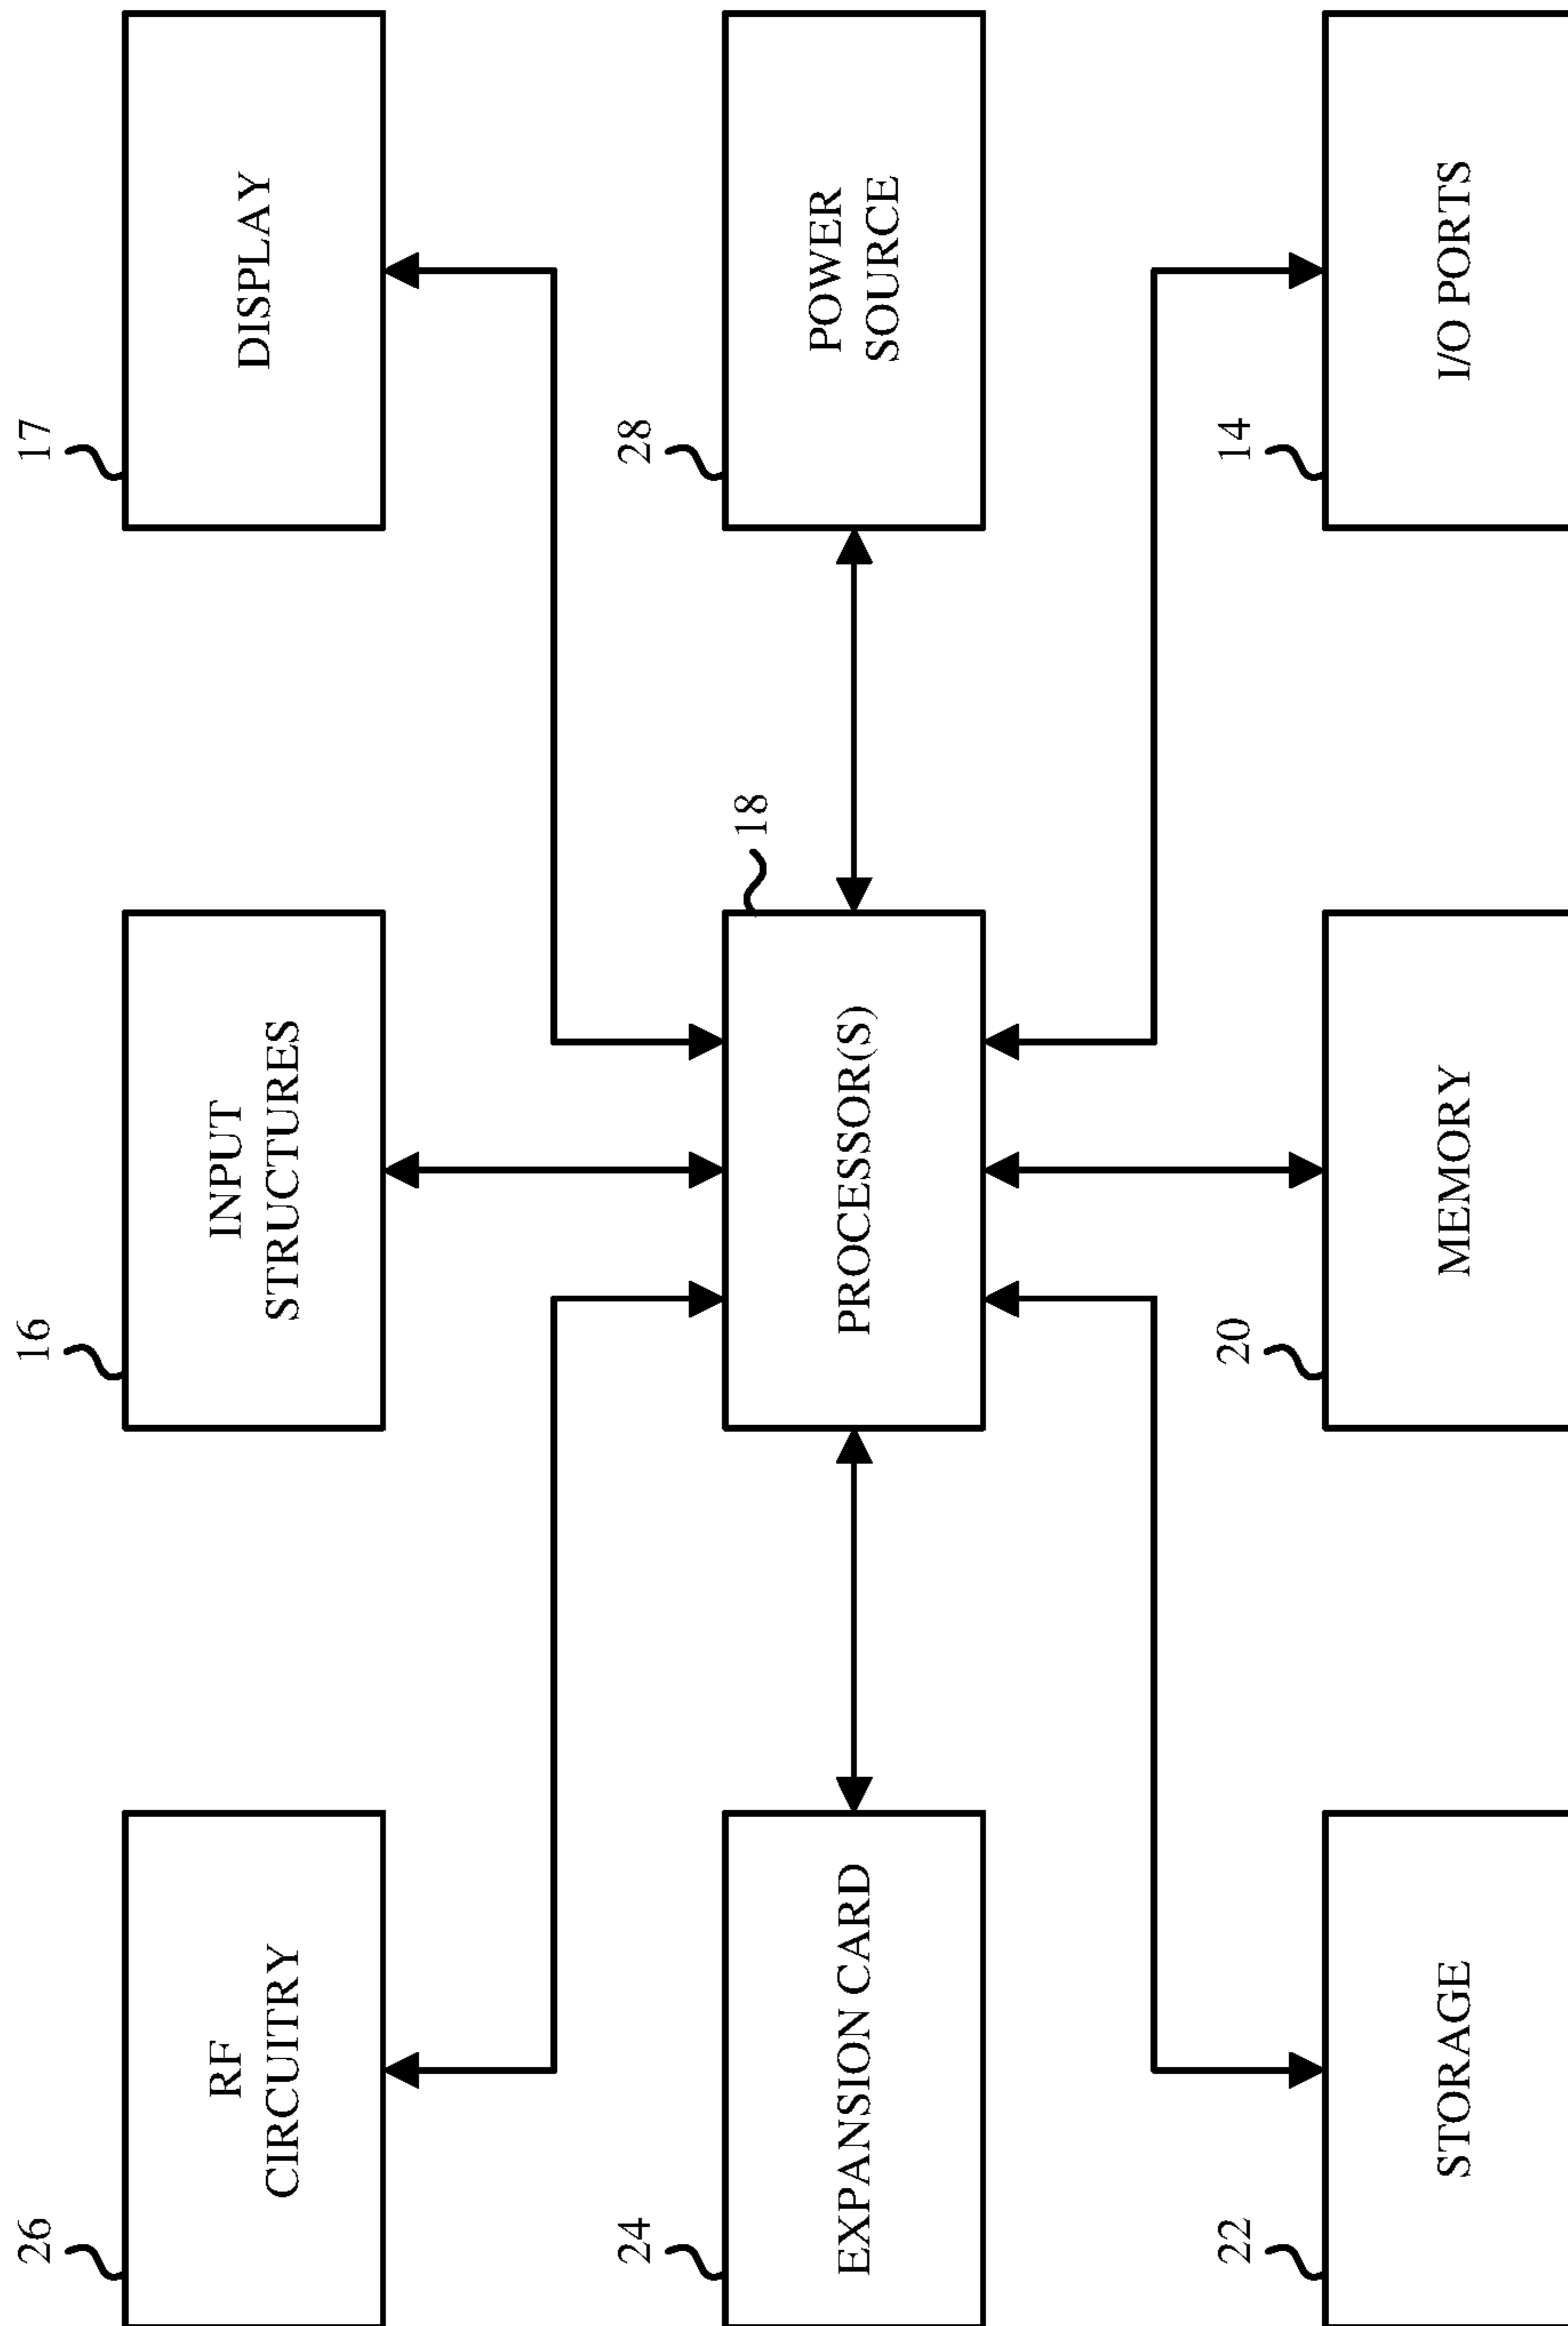 26
RF
CIRCUITRY
16
INPUT
STRUCTURES
17
DISPLAY
24
EXPANSION CARD
18
PROCESSOR(S)
28
POWER
SOURCE
22
STORAGE
20
MEMORY
14
I/O PORTS